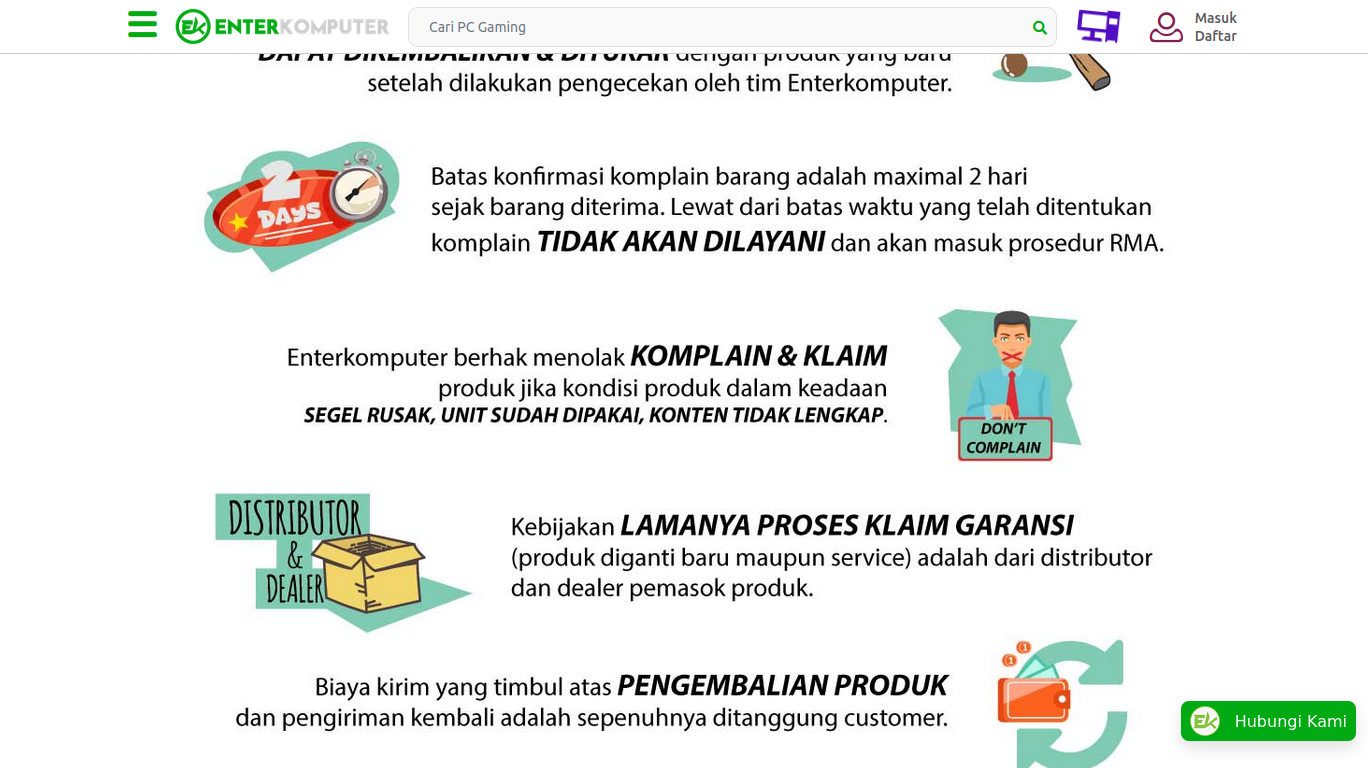 ENTERKOMPUTER
Cari PC Gaming
Masuk
Daftar
DAPAT DIKEMBALIKAN & DITUKAR dengan produk yang baru
setelah dilakukan pengecekan oleh tim Enterkomputer.
2
DAYS
Batas konfirmasi komplain barang adalah maximal 2 hari
sejak barang diterima. Lewat dari batas waktu yang telah ditentukan
komplain TIDAK AKAN DILAYANI dan akan masuk prosedur RMA.
Enterkomputer berhak menolak KOMPLAIN & KLAIM
produk jika kondisi produk dalam keadaan
SEGEL RUSAK, UNIT SUDAH DIPAKAI, KONTEN TIDAK LENGKAP.
DON'T
COMPLAIN
DISTRIBUTOR
&
DEALER
Kebijakan LAMANYA PROSES KLAIM GARANSI
(produk diganti baru maupun service) adalah dari distributor
dan dealer pemasok produk.
Biaya kirim yang timbul atas PENGEMBALIAN PRODUK
dan pengiriman kembali adalah sepenuhnya ditanggung customer.
Hubungi Kami